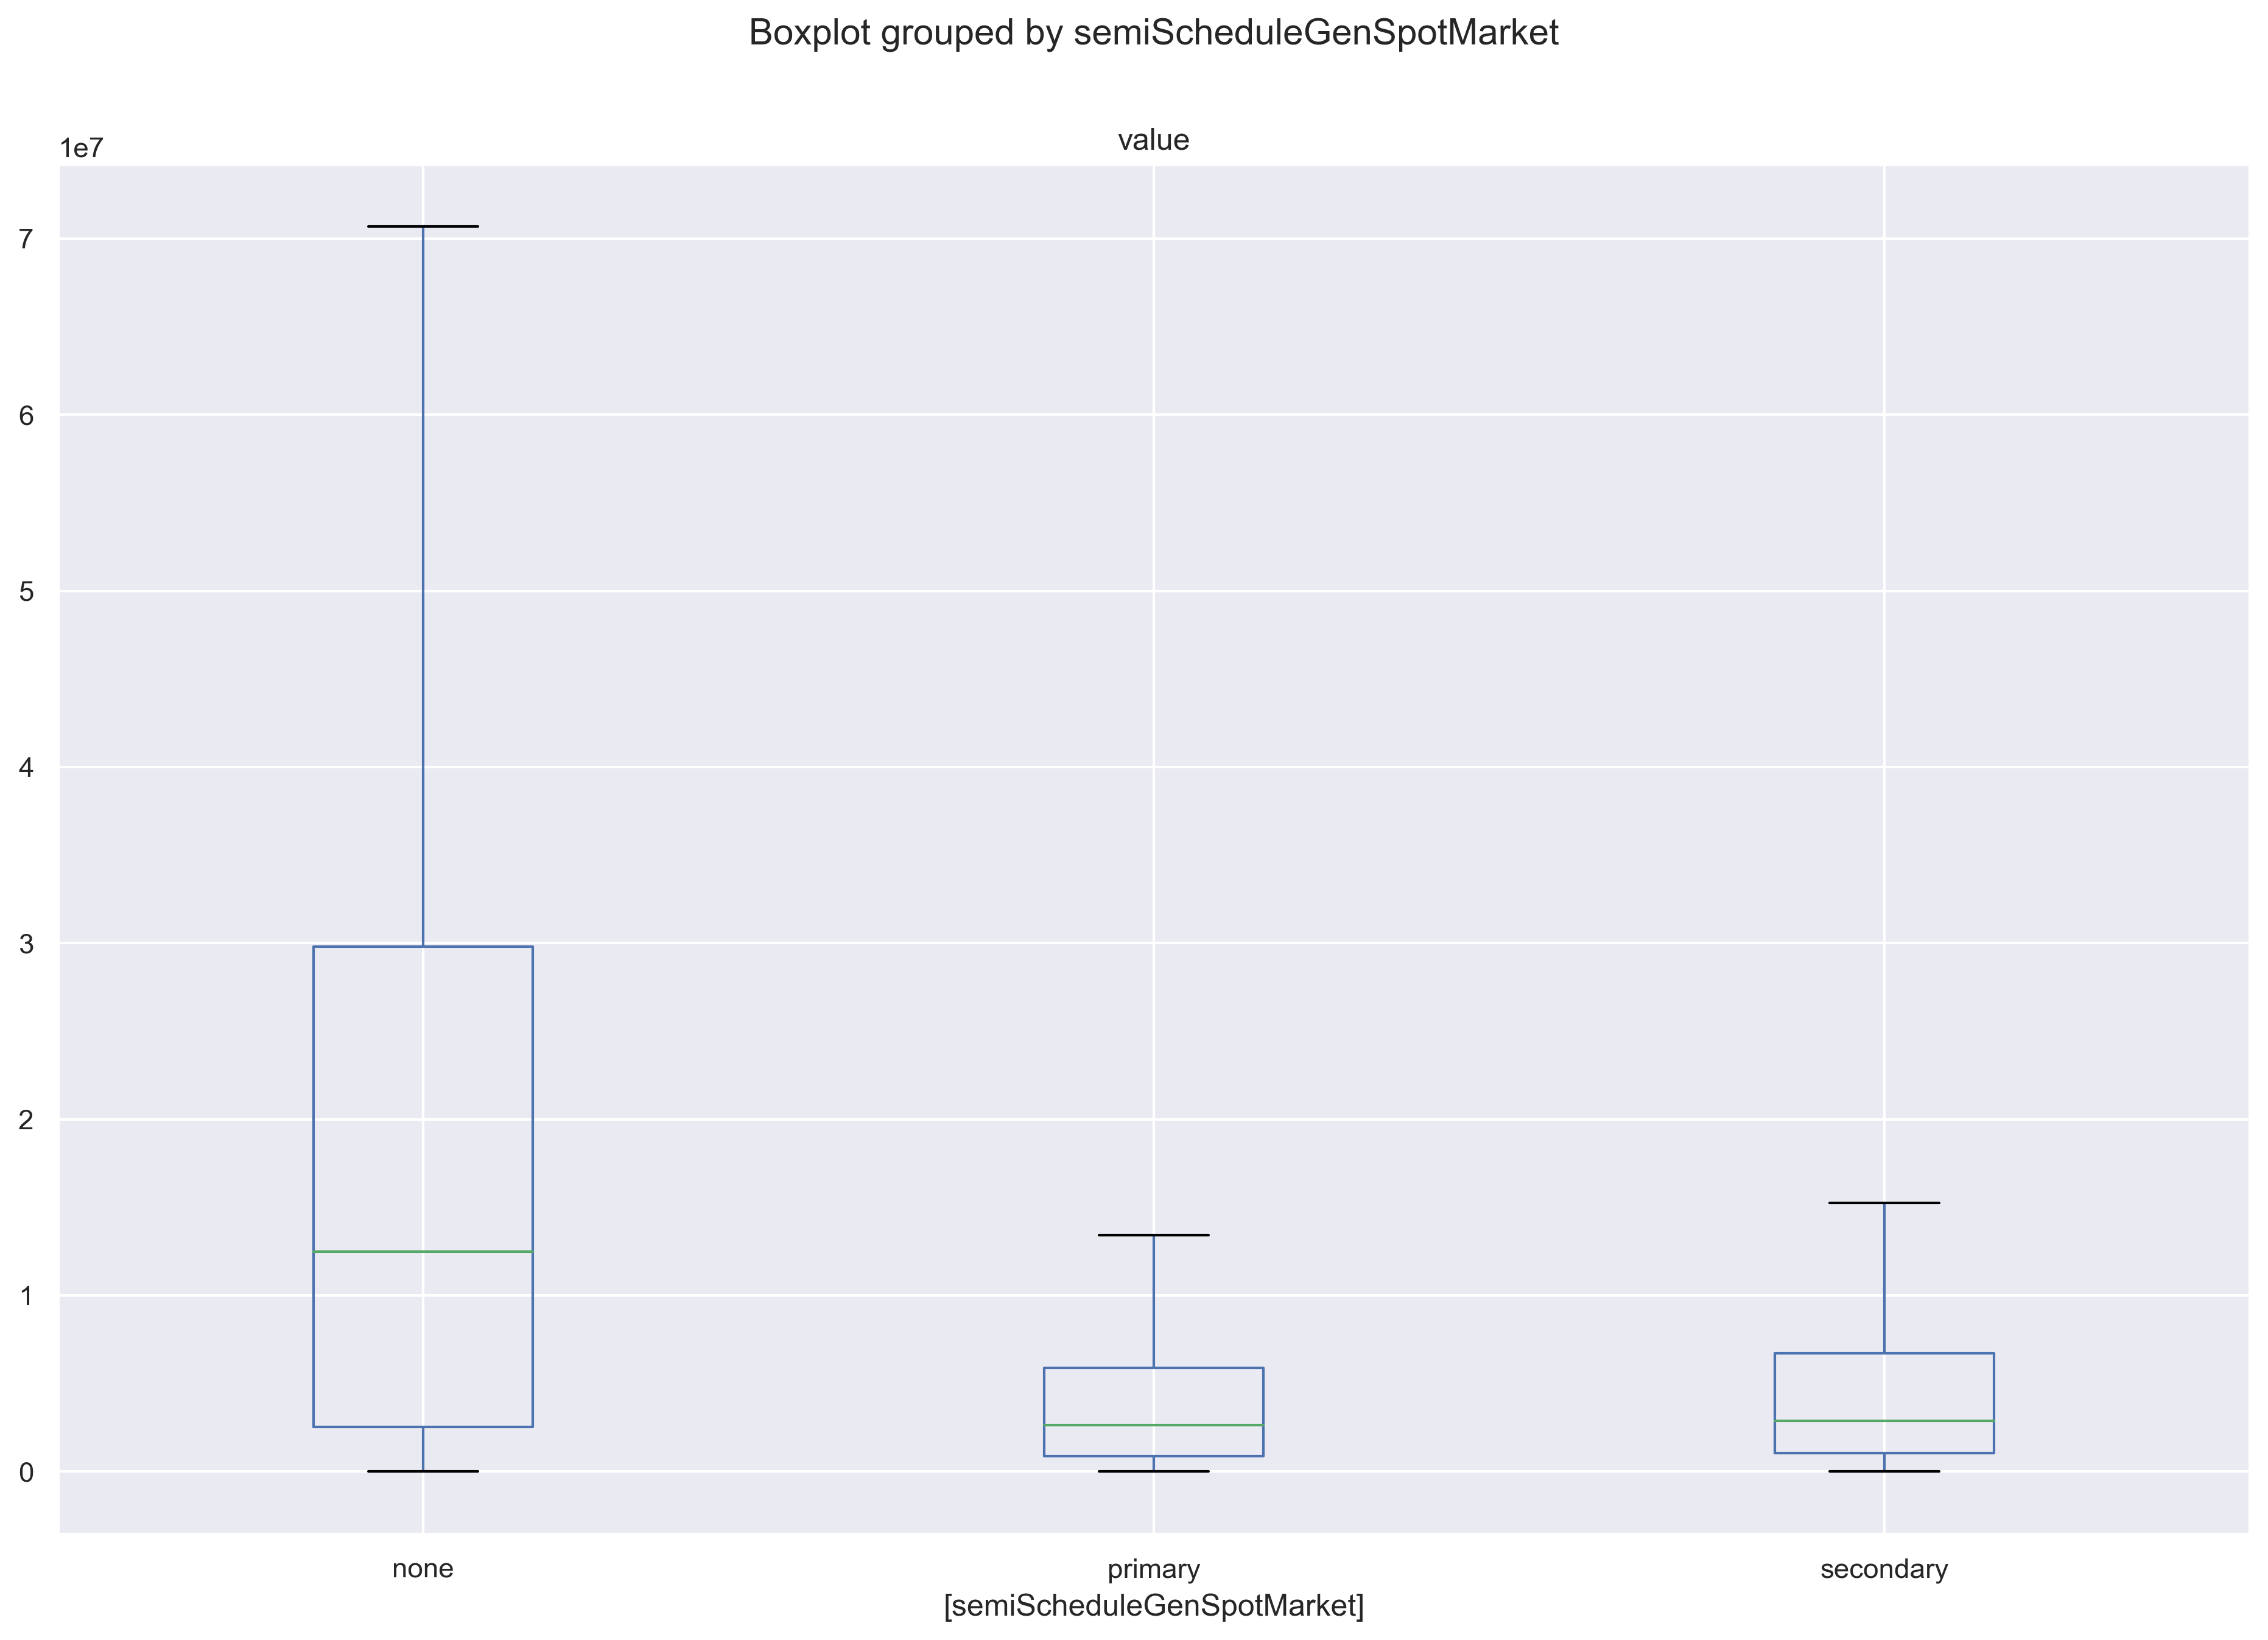 Boxplot grouped by semiScheduleGenSpotMarket
value
1e7
7
6
5
4
3
2
1
0
none primary secondary
[semiScheduleGenSpotMarket]